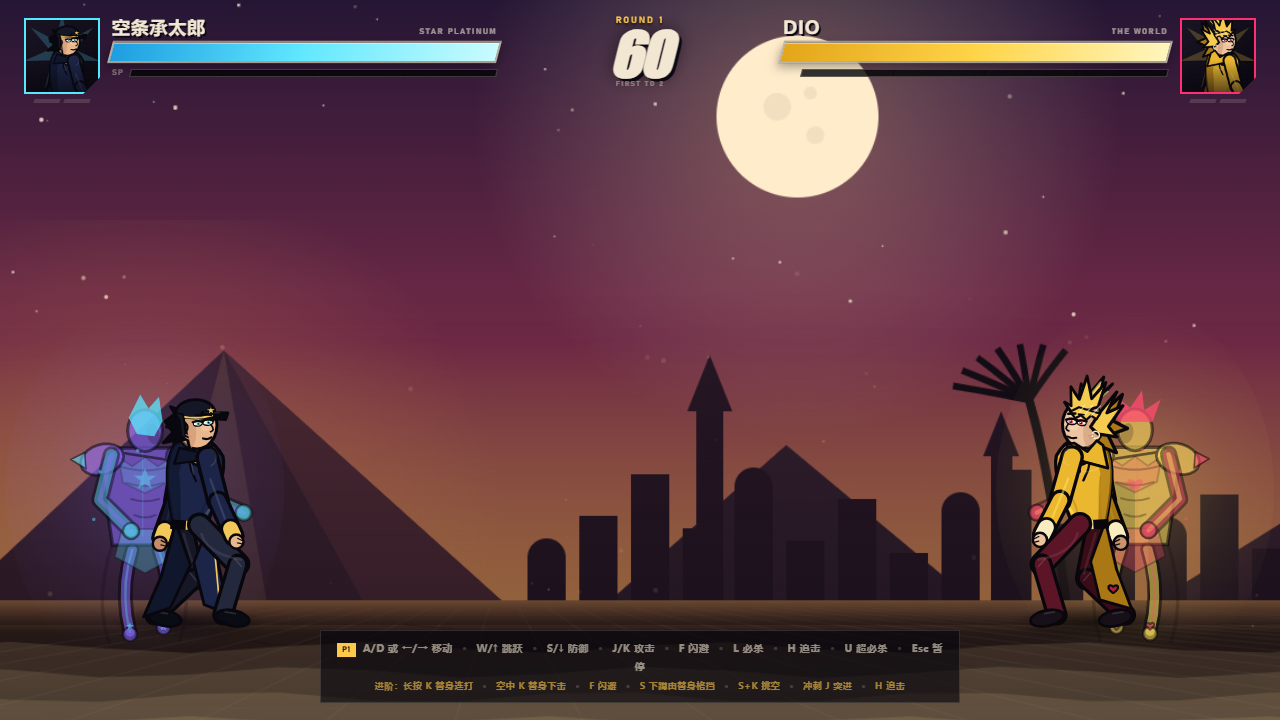 空条承太郎
STAR PLATINUM
SP
ROUND 1
60
FIRST TO 2
DIO
THE WORLD
P1 A/D 或 ←/→ 移动 • W/↑ 跳跃 • S/↓ 防御 • J/K 攻击 • F 闪避 • L 必杀 • H 追击 • U 超必杀 • Esc 暂
停
进阶: 长按 K 替身连打 • 空中 K 替身下击 • F 闪避 • S 下蹲由替身格挡 • S+K 挑空 • 冲刺 J 突进 • H 追击